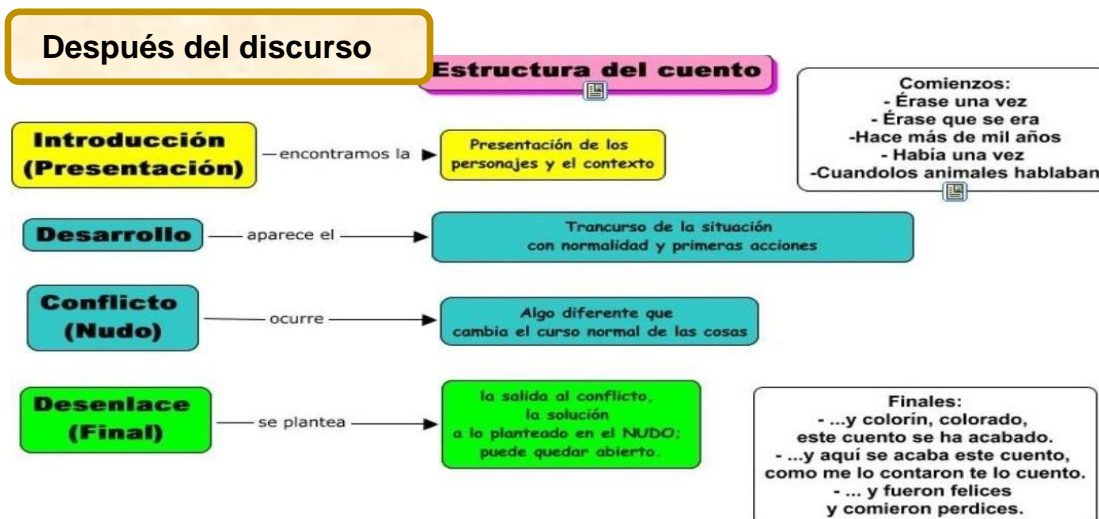 Después del discurso
Estructura del cuento
Comienzos:
- Érase una vez
- Érase que se era
-Hace más de mil años
- Había una vez
-Cuandolos animales hablaban
Introducción
(Presentación)
encontramos la
Presentación de los
personajes y el contexto
Desarrollo
aparece el
Trancurso de la situación
con normalidad y primeras acciones
Conflicto
(Nudo)
ocurre
Algo diferente que
cambia el curso normal de las cosas
Desenlace
(Final)
se plantea
la salida al conflicto,
la solución
a lo planteado en el NUDO;
puede quedar abierto.
Finales:
- ...y colorín, colorado,
este cuento se ha acabado.
- ...y aquí se acaba este cuento,
como me lo contaron te lo cuento.
- ... y fueron felices
y comieron perdices.